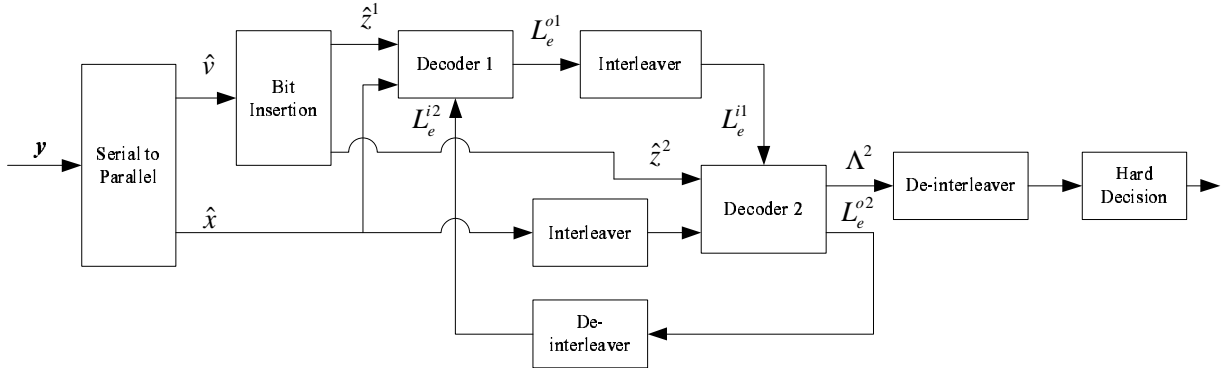 y
Serial to
Parallel
v̂
x̂
Bit
Insertion
ẑ¹
Decoder 1
L_e^{o1}
Interleaver
L_e^{i2}
L_e^{i1}
ẑ²
Interleaver
Decoder 2
Λ²
L_e^{o2}
De-interleaver
Hard
Decision
De-
interleaver